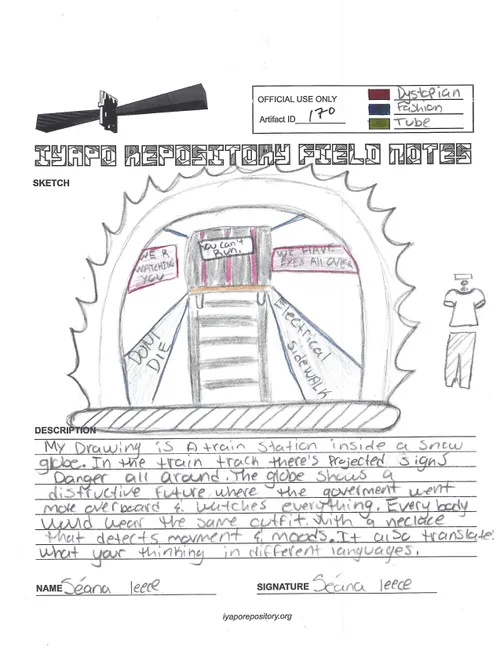 OFFICIAL USE ONLY
Artifact ID 170
Dystopian
Fashion
Tube
IYAPO REPOSITORY FIELD NOTES
SKETCH
WE R WATCHING YOU
You can't Run.
WE HAVE EYES All OVER
DON'T DIE
Electrical SideWALK
DESCRIPTION
My Drawing is A train station inside a snow
globe. In the train track there's Projected signs
Danger all around. The globe shows a
distructive future where the goverment went
more overboard & watches everything. Everybody
would wear the same outfit with a necklace
that detects movment & moods. It also translates
what your thinking in different languages.
NAME Séana leece
SIGNATURE Séana leece
iyaporepository.org